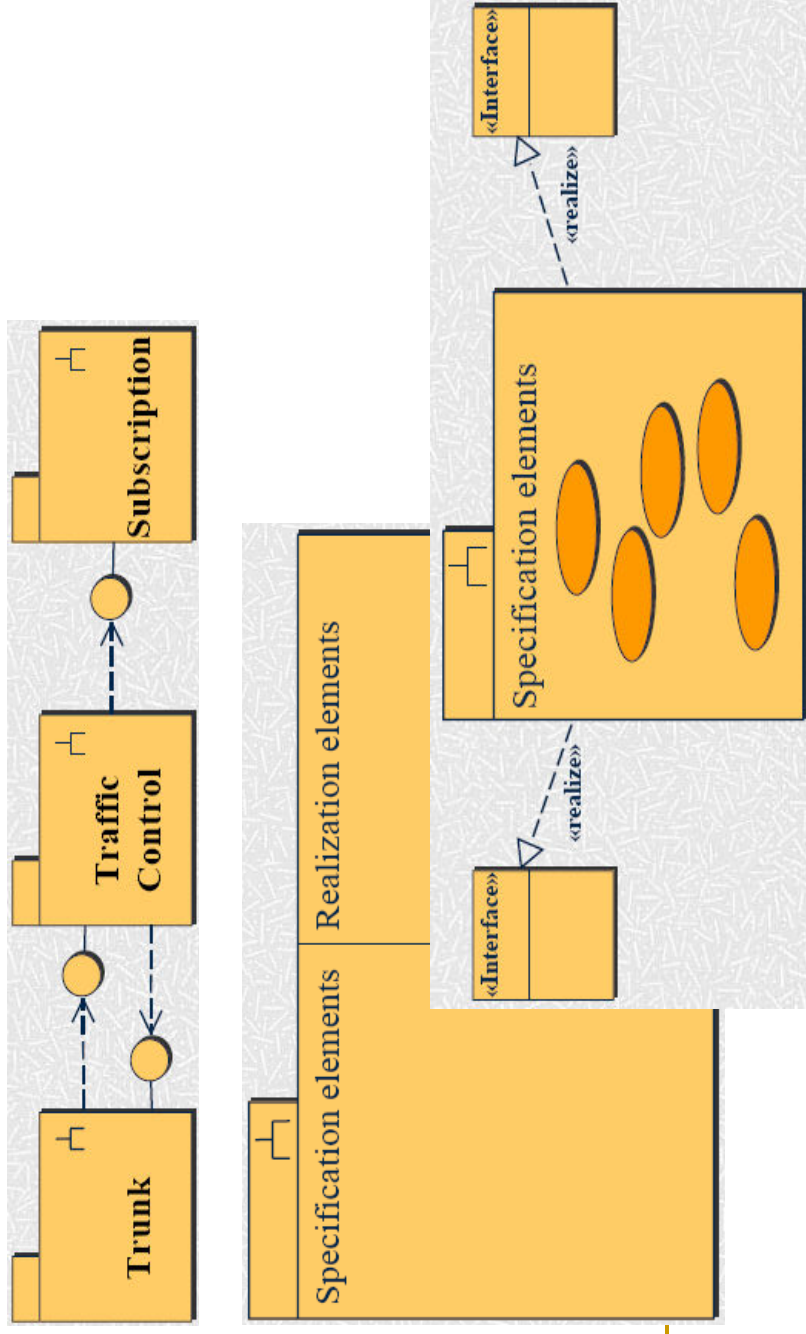 Trunk
Traffic
Control
Subscription
Specification elements
Realization elements
«Interface»
«realize»
Specification elements
«realize»
«Interface»